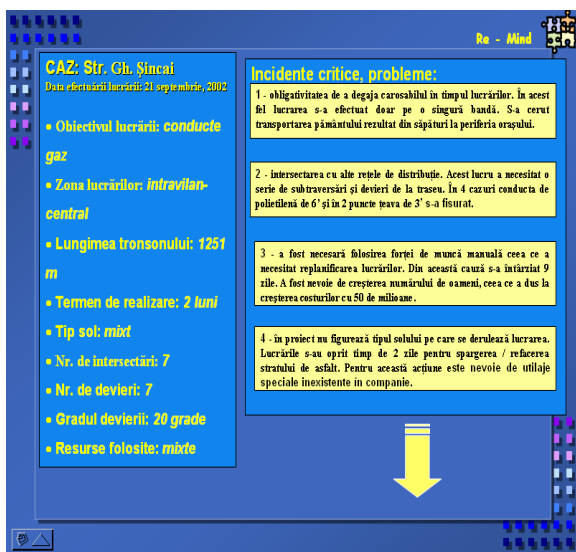 Re - Mind
CAZ: Str. Gh. Şincai
Data efectuării lucrării: 21 septembrie, 2002
• Obiectivul lucrării: conducte
gaz
• Zona lucrărilor: intravilan-
central
• Lungimea tronsonului: 1251
m
• Termen de realizare: 2 luni
• Tip sol: mixt
• Nr. de intersectări: 7
• Nr. de devieri: 7
• Gradul devierii: 20 grade
• Resurse folosite: mixte
Incidente critice, probleme:
1 - obligativitatea de a degaja carosabilul în timpul lucrărilor. În acest
fel lucrarea s-a efectuat doar pe o singură bandă. S-a cerut
transportarea pământului rezultat din săpături la periferia oraşului.
2 - intersectarea cu alte reţele de distribuţie. Acest lucru a necesitat o
serie de subtraversări şi devieri de la traseu. În 4 cazuri conducta de
polietilenă de 6' şi în 2 puncte ţeava de 3' s-a fisurat.
3 - a fost necesară folosirea forţei de muncă manuală ceea ce a
necesitat replanificarea lucrărilor. Din această cauză s-a întârziat 9
zile. A fost nevoie de creşterea numărului de oameni, ceea ce a dus la
creşterea costurilor cu 50 de milioane.
4 - în proiect nu figurează tipul solului pe care se derulează lucrarea.
Lucrările s-au oprit timp de 2 zile pentru spargerea / refacerea
stratului de asfalt. Pentru această acţiune este nevoie de utilaje
speciale inexistente in companie.